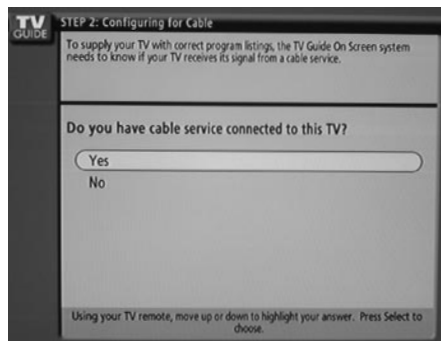 TV
GUIDE
STEP 2: Configuring for Cable
To supply your TV with correct program listings, the TV Guide On Screen system
needs to know if your TV receives its signal from a cable service.
Do you have cable service connected to this TV?
Yes
No
Using your TV remote, move up or down to highlight your answer. Press Select to
choose.